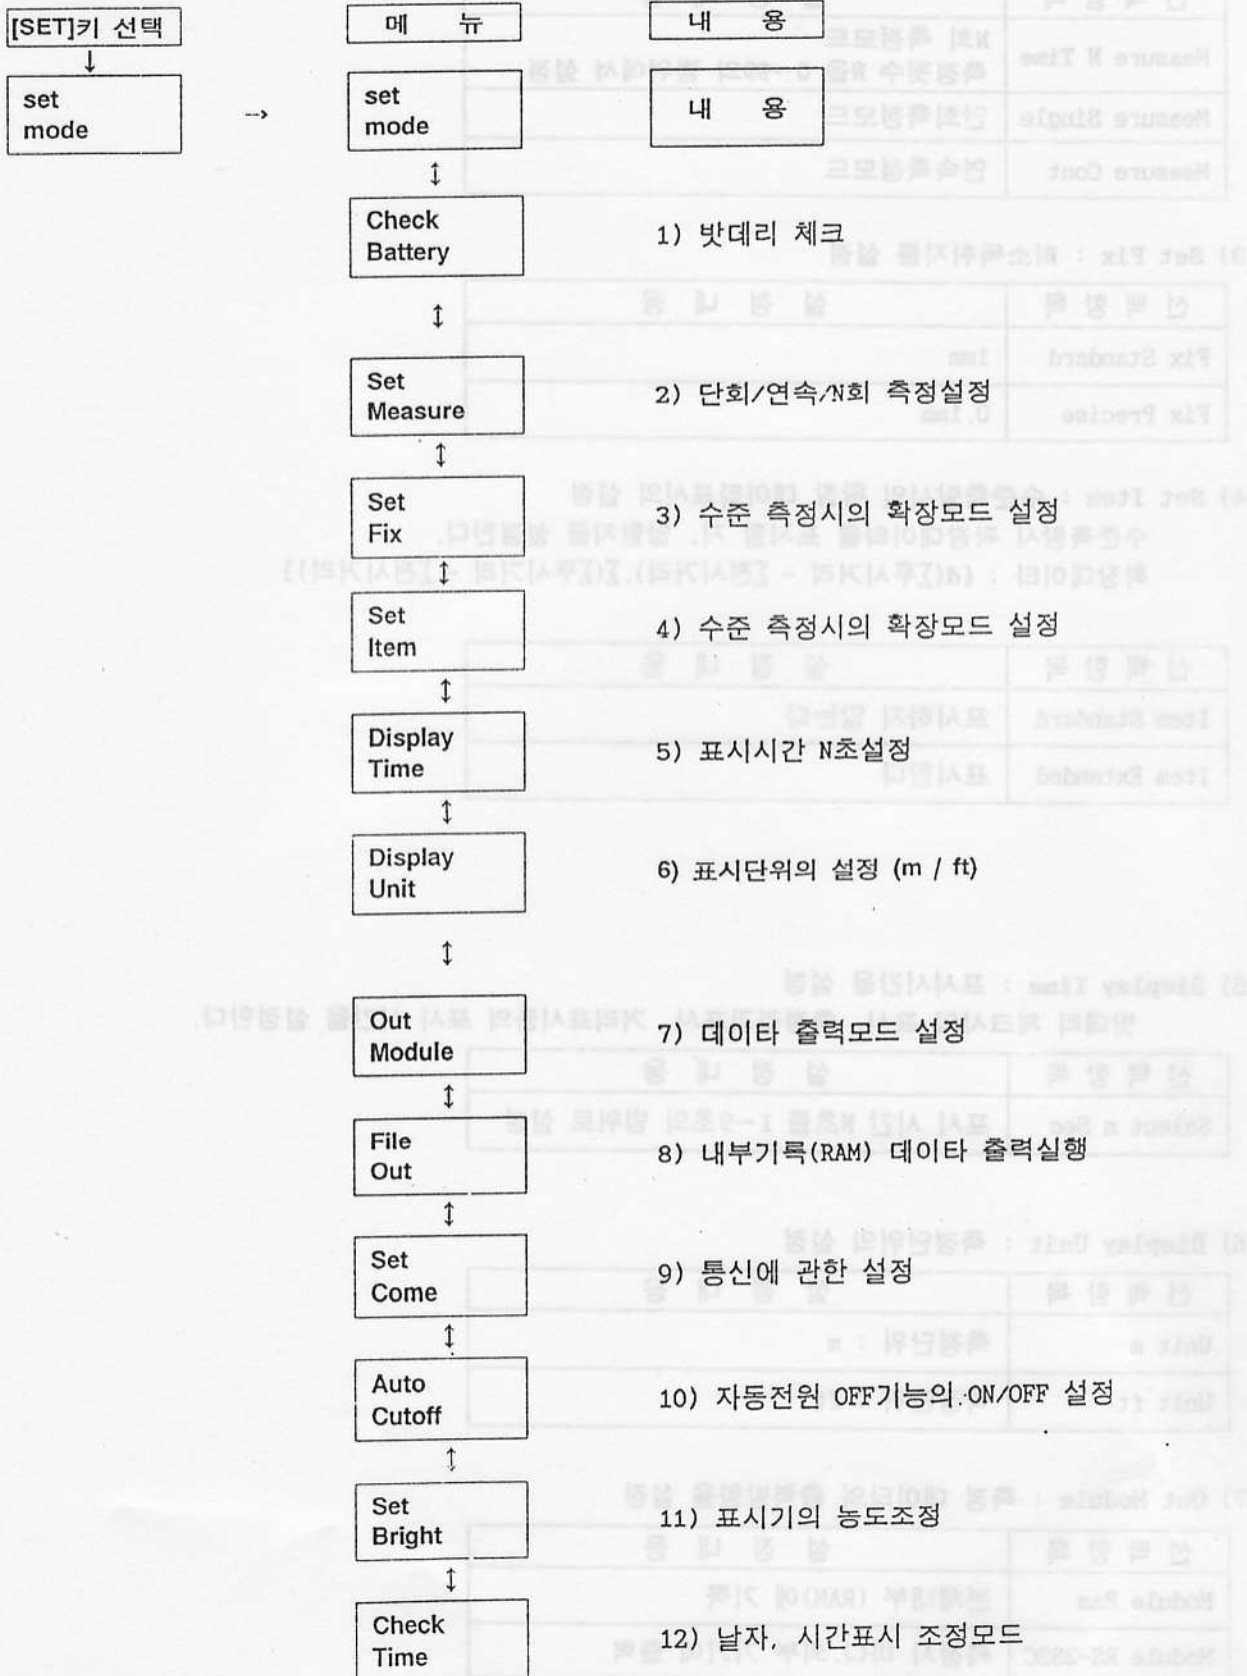 [SET]키 선택
메 뉴
내 용
↓
set
mode
-->
set
mode
내 용
↕
Check
Battery
1) 밧데리 체크
↕
Set
Measure
2) 단회/연속/N회 측정설정
↕
Set
Fix
3) 수준 측정시의 확장모드 설정
↕
Set
Item
4) 수준 측정시의 확장모드 설정
↕
Display
Time
5) 표시시간 N초설정
↕
Display
Unit
6) 표시단위의 설정 (m / ft)
↕
Out
Module
7) 데이타 출력모드 설정
↕
File
Out
8) 내부기록(RAM) 데이타 출력실행
↕
Set
Come
9) 통신에 관한 설정
↕
Auto
Cutoff
10) 자동전원 OFF기능의 ON/OFF 설정
↕
Set
Bright
11) 표시기의 농도조정
↕
Check
Time
12) 날자, 시간표시 조정모드